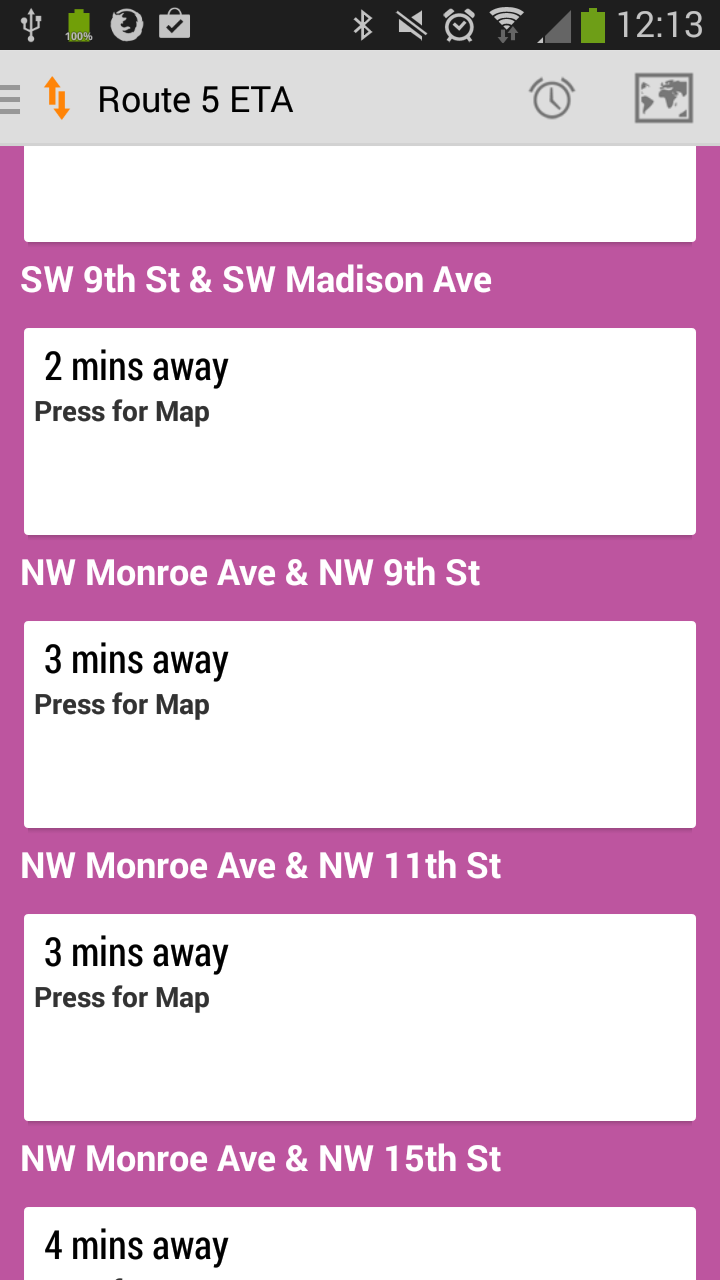 100%
12:13
Route 5 ETA
SW 9th St & SW Madison Ave
2 mins away
Press for Map
NW Monroe Ave & NW 9th St
3 mins away
Press for Map
NW Monroe Ave & NW 11th St
3 mins away
Press for Map
NW Monroe Ave & NW 15th St
4 mins away